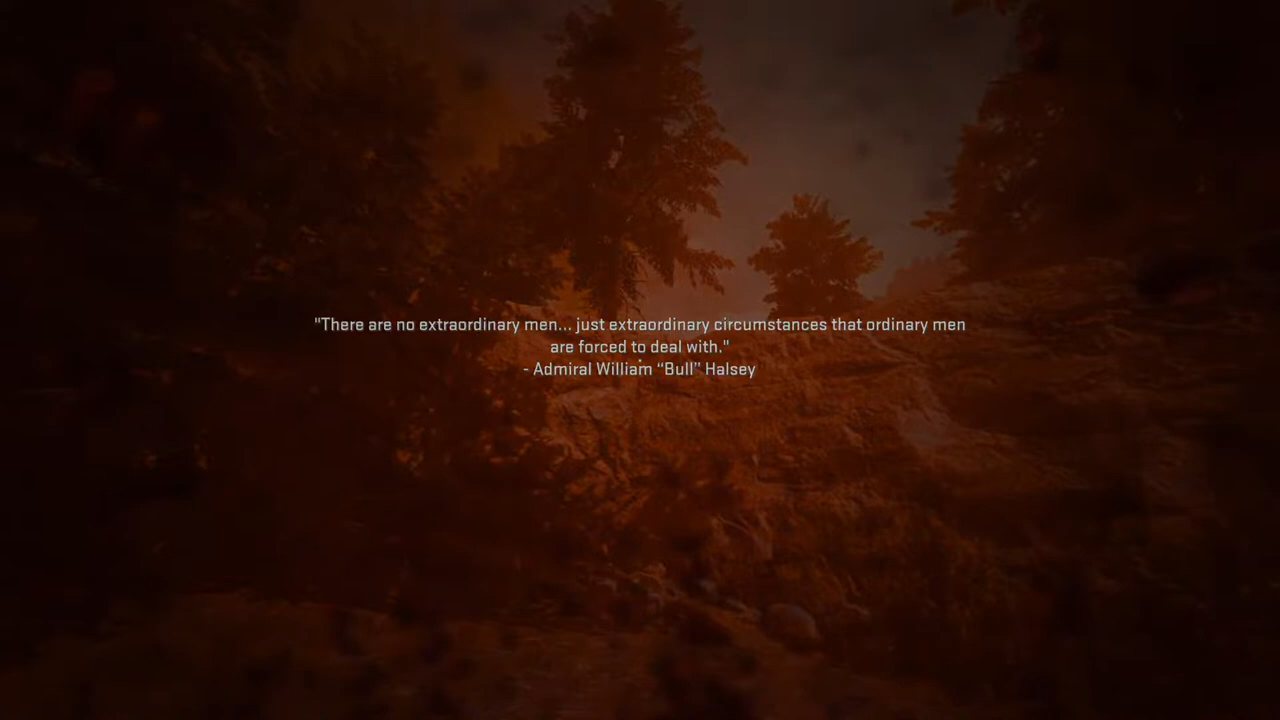 "There are no extraordinary men... just extraordinary circumstances that ordinary men
are forced to deal with."
- Admiral William “Bull” Halsey